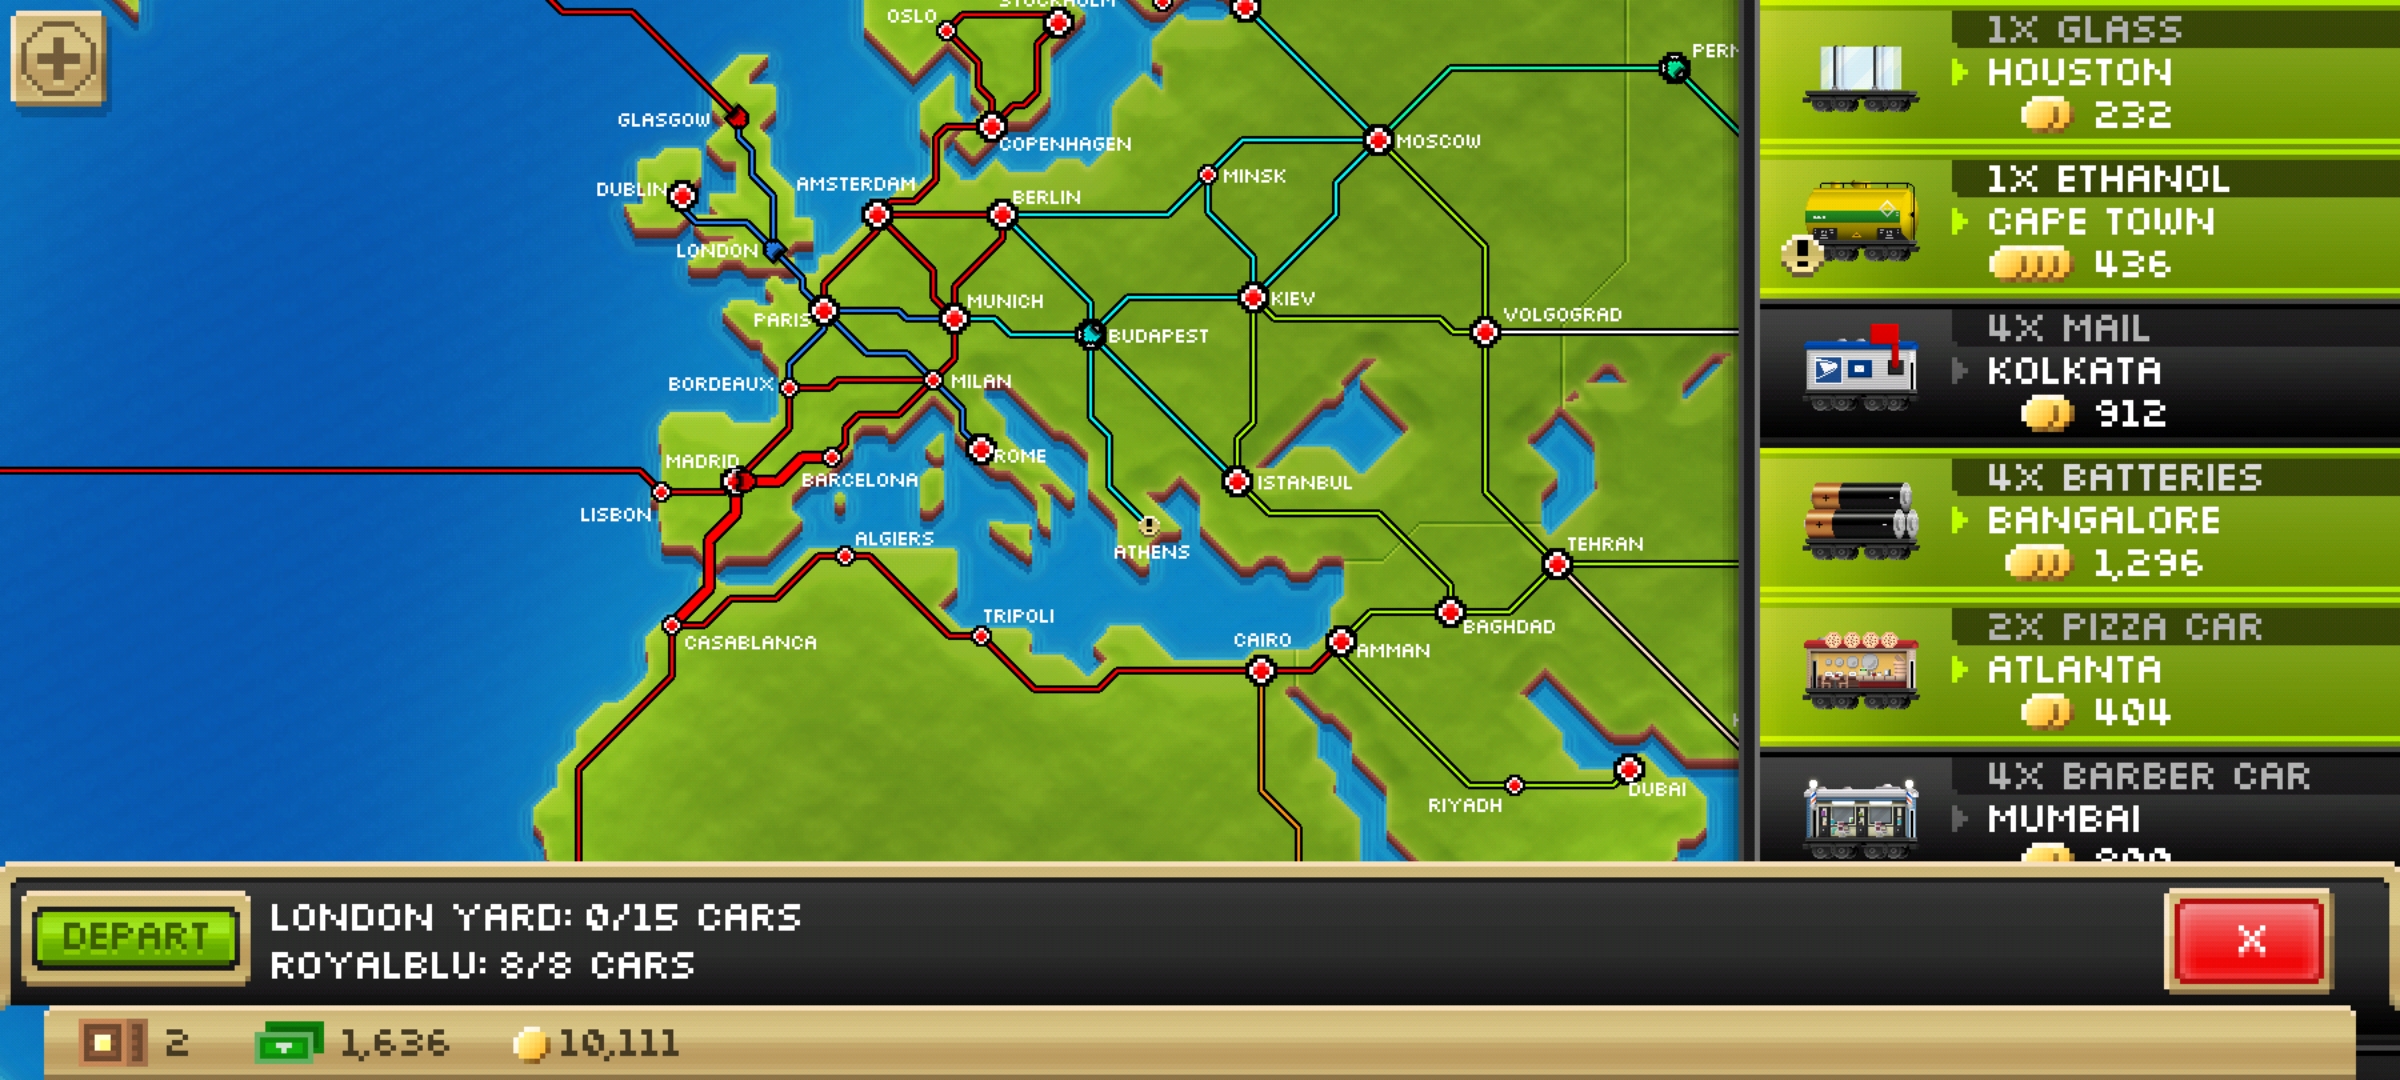 OSLO
STOCKHOLM
GLASGOW
COPENHAGEN
MOSCOW
DUBLIN
AMSTERDAM
BERLIN
MINSK
LONDON
PARIS
MUNICH
KIEV
BUDAPEST
VOLGOGRAD
BORDEAUX
MILAN
MADRID
ROME
BARCELONA
ISTANBUL
LISBON
ALGIERS
ATHENS
TEHRAN
TRIPOLI
CASABLANCA
CAIRO
AMMAN
BAGHDAD
RIYADH
DUBAI
1X GLASS
HOUSTON
232
1X ETHANOL
CAPE TOWN
436
4X MAIL
KOLKATA
912
4X BATTERIES
BANGALORE
1,296
2X PIZZA CAR
ATLANTA
404
4X BARBER CAR
MUMBAI
DEPART
LONDON YARD: 0/15 CARS
ROYALBLU: 8/8 CARS
X
2
1,636
10,111